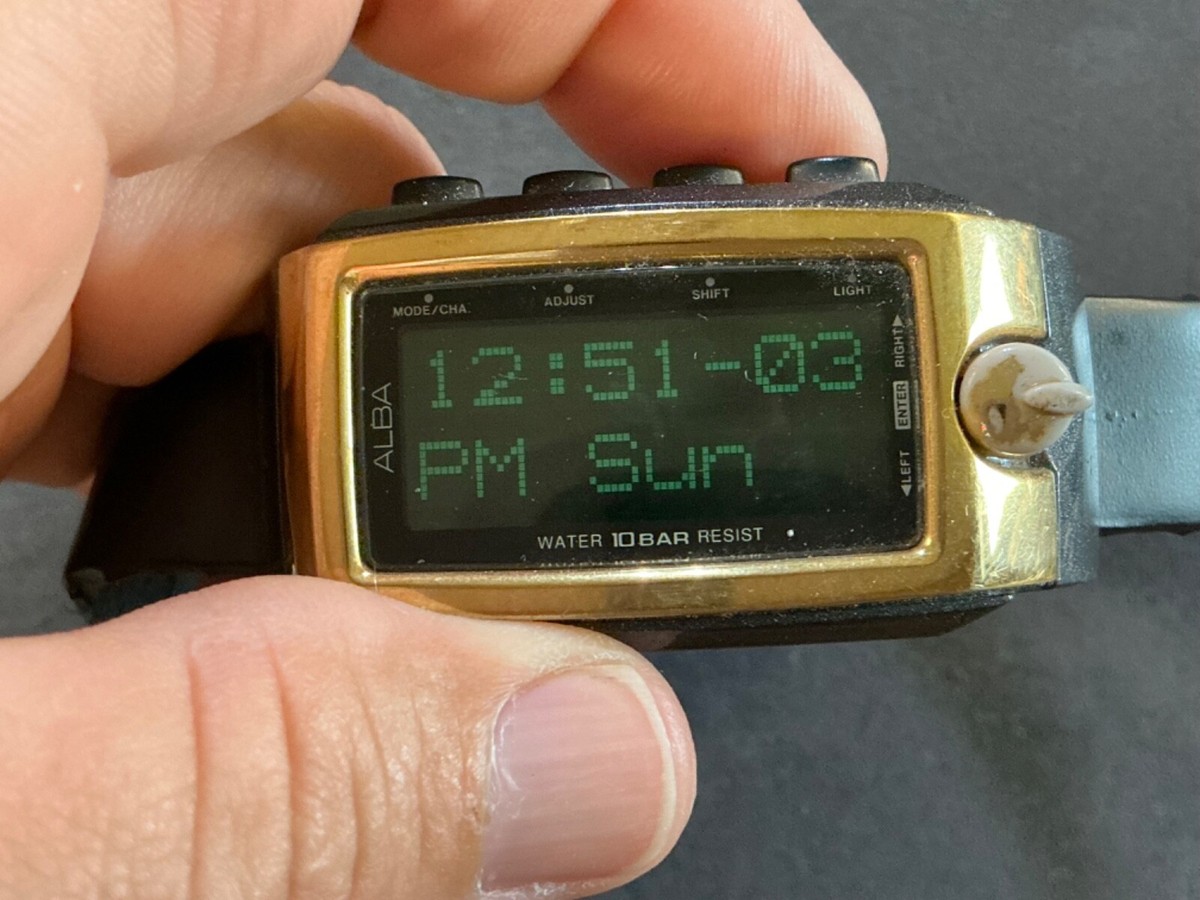 MODE/CHA.
ADJUST
SHIFT
LIGHT
ALBA
12:51-03
PM Sun
◀LEFT ENTER RIGHT▶
WATER 10BAR RESIST